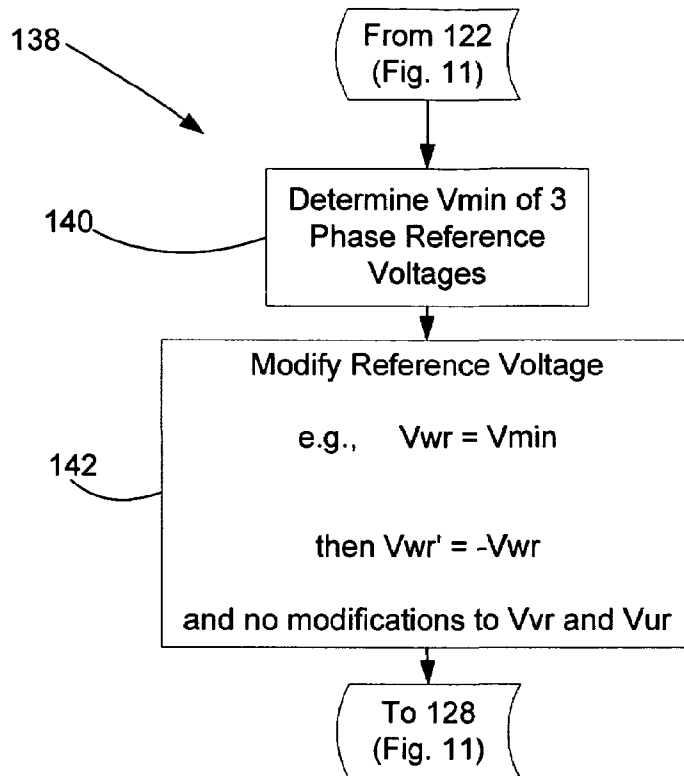 138
From 122
(Fig. 11)
140
Determine Vmin of 3
Phase Reference
Voltages
142
Modify Reference Voltage
e.g., Vwr = Vmin
then Vwr' = -Vwr
and no modifications to Vvr and Vur
To 128
(Fig. 11)